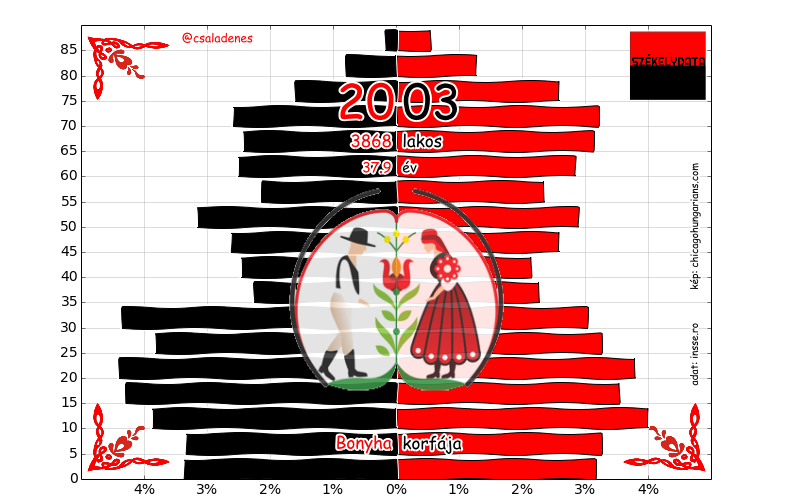 @csaladenes
SZÉKELYDATA
2003
3868 lakos
37.9 év
kép: chicagohungarians.com
adat: insse.ro
Bonyha korfája
85
80
75
70
65
60
55
50
45
40
35
30
25
20
15
10
5
0
4% 3% 2% 1% 0% 1% 2% 3% 4%